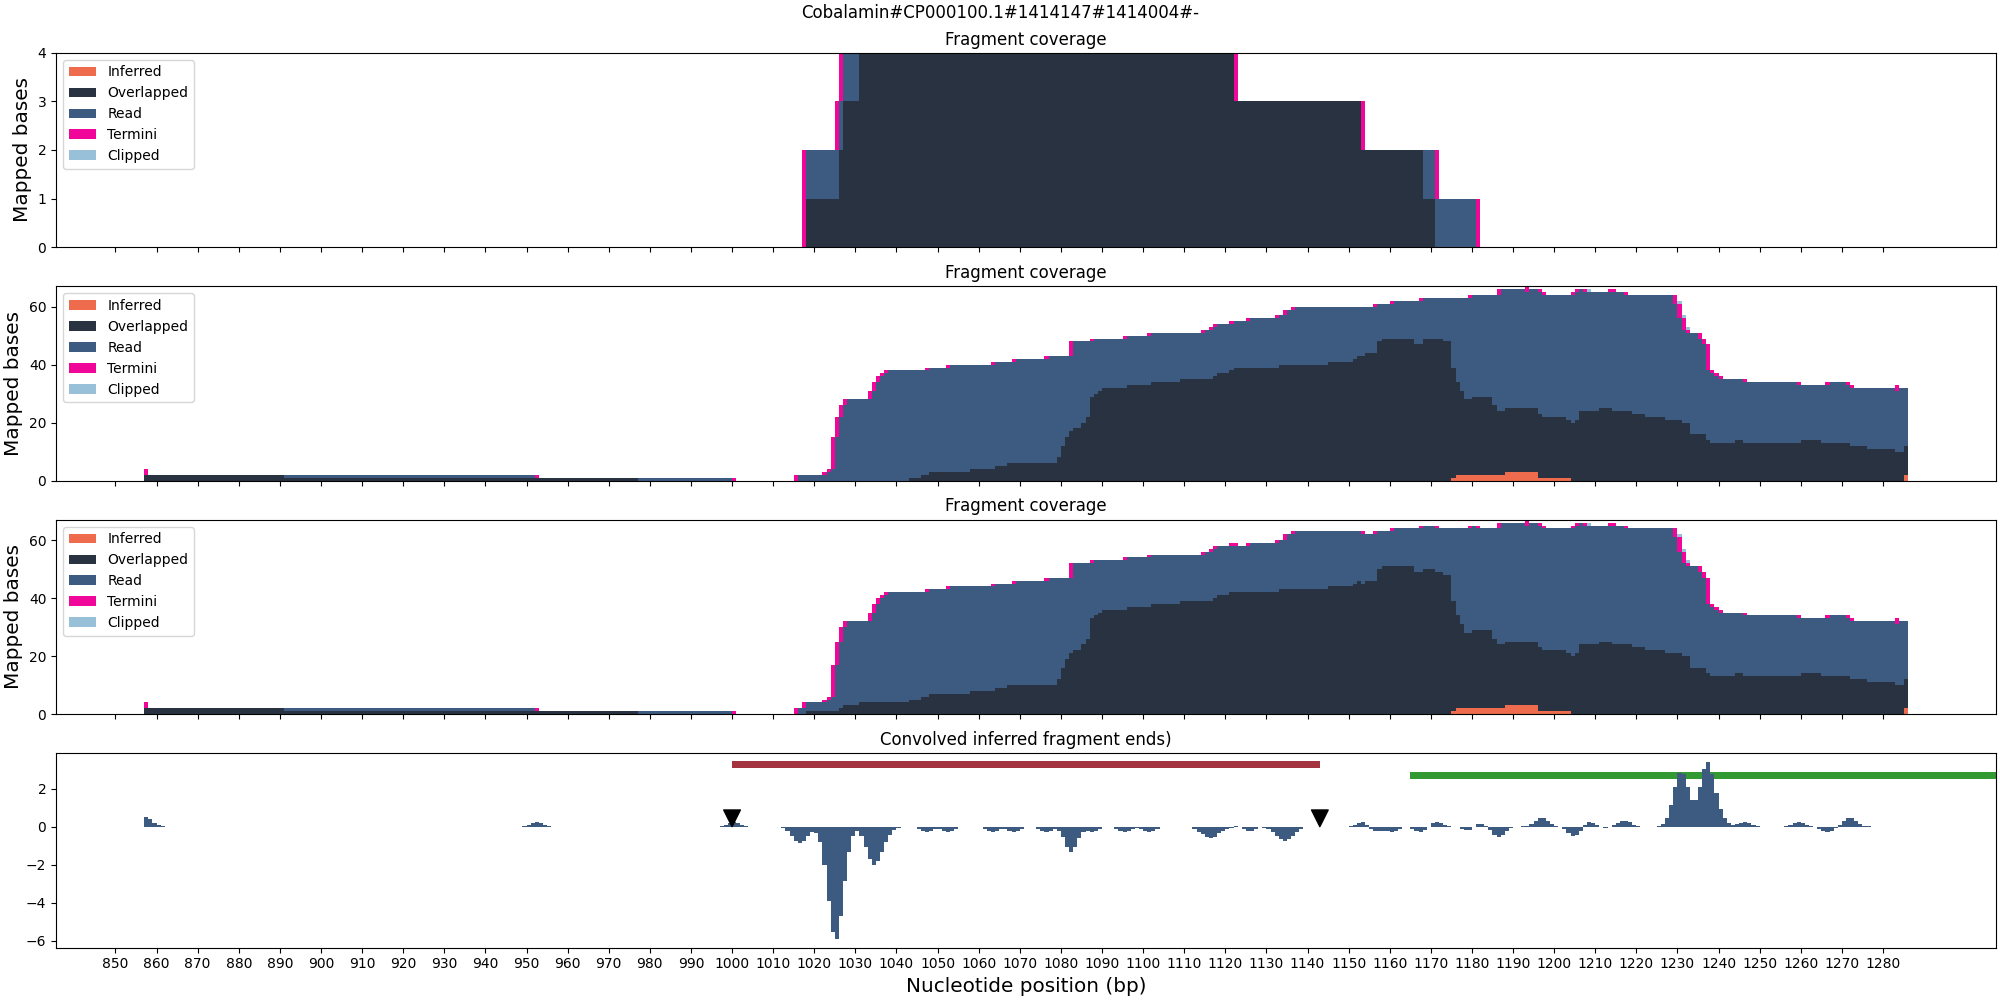 Cobalamin#CP000100.1#1414147#1414004#-
Fragment coverage
Mapped bases
4
3
2
1
0
Inferred
Overlapped
Read
Termini
Clipped
Fragment coverage
Mapped bases
60
40
20
0
Inferred
Overlapped
Read
Termini
Clipped
Fragment coverage
Mapped bases
60
40
20
0
Inferred
Overlapped
Read
Termini
Clipped
Convolved inferred fragment ends)
2
0
−2
−4
−6
850 860 870 880 890 900 910 920 930 940 950 960 970 980 990 1000 1010 1020 1030 1040 1050 1060 1070 1080 1090 1100 1110 1120 1130 1140 1150 1160 1170 1180 1190 1200 1210 1220 1230 1240 1250 1260 1270 1280
Nucleotide position (bp)